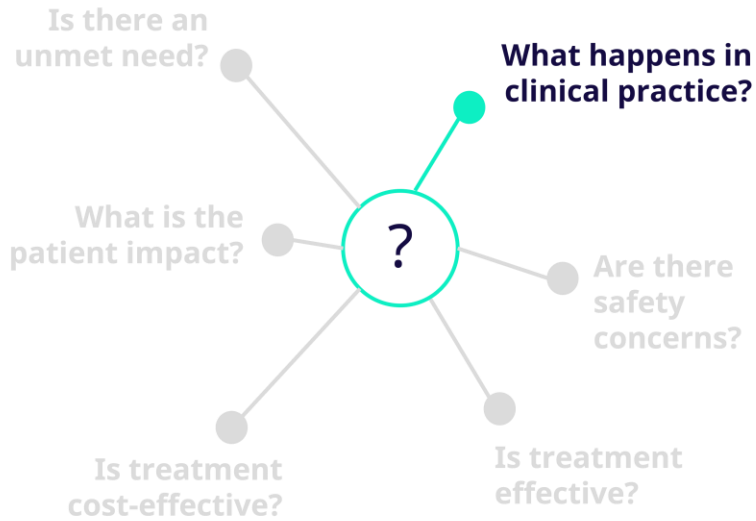 Is there an
unmet need?
What happens in
clinical practice?
What is the
patient impact?
?
Are there
safety
concerns?
Is treatment
cost-effective?
Is treatment
effective?